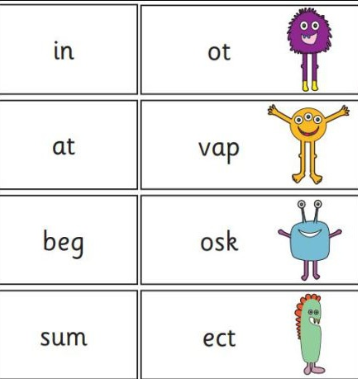 in ot
at vap
beg osk
sum ect